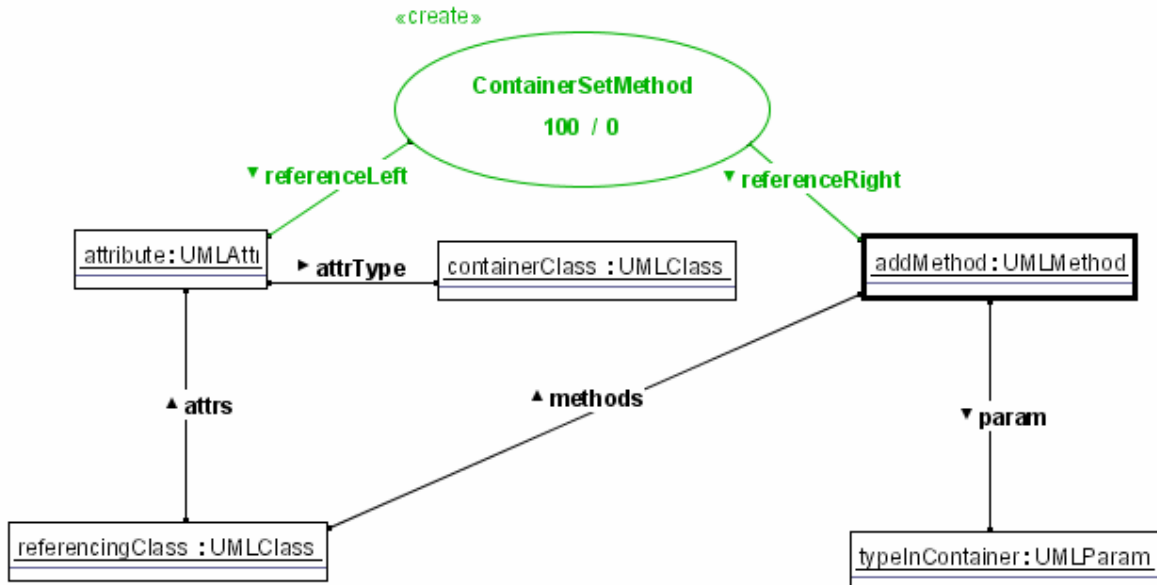 «create»
ContainerSetMethod
100 / 0
▼ referenceLeft
▼ referenceRight
attribute : UMLAttı
► attrType
containerClass : UMLClass
addMethod : UMLMethod
▲ attrs
▲ methods
▼ param
referencingClass : UMLClass
typeInContainer : UMLParam